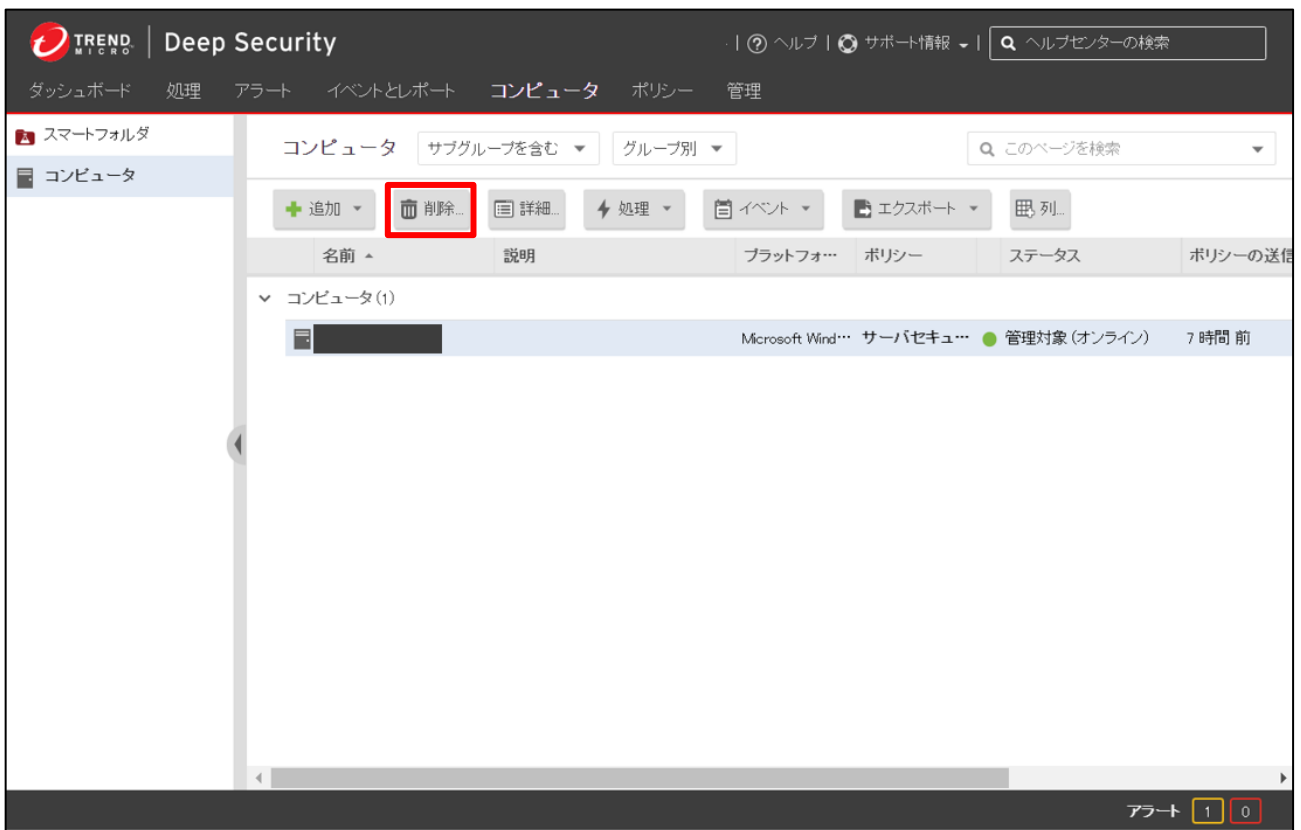 TREND MICRO | Deep Security
ヘルプ | サポート情報 | ヘルプセンターの検索
ダッシュボード 処理 アラート イベントとレポート コンピュータ ポリシー 管理
スマートフォルダ
コンピュータ
コンピュータ サブグループを含む グループ別 このページを検索
追加 削除... 詳細... 処理 イベント エクスポート 列...
名前 説明 プラットフォ… ポリシー ステータス ポリシーの送信
コンピュータ(1)
Microsoft Wind… サーバセキュ… 管理対象(オンライン) 7 時間 前
アラート 1 0